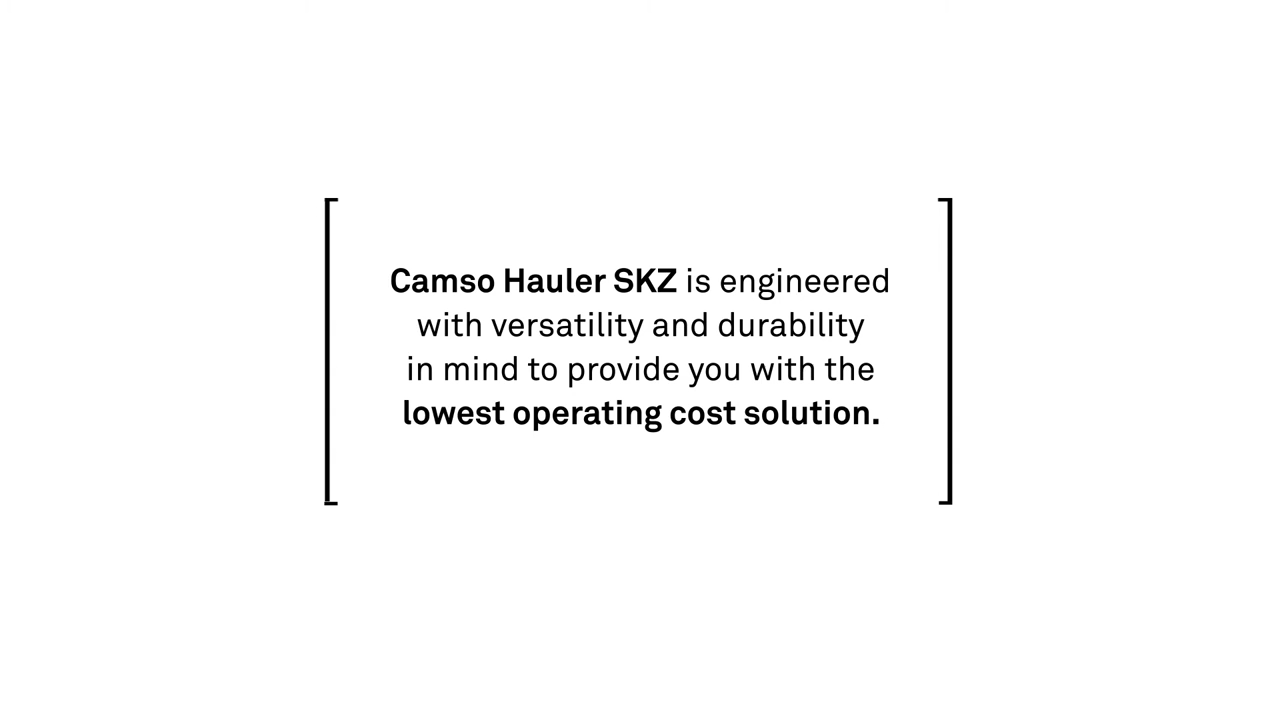 Camso Hauler SKZ is engineered
with versatility and durability
in mind to provide you with the
lowest operating cost solution.